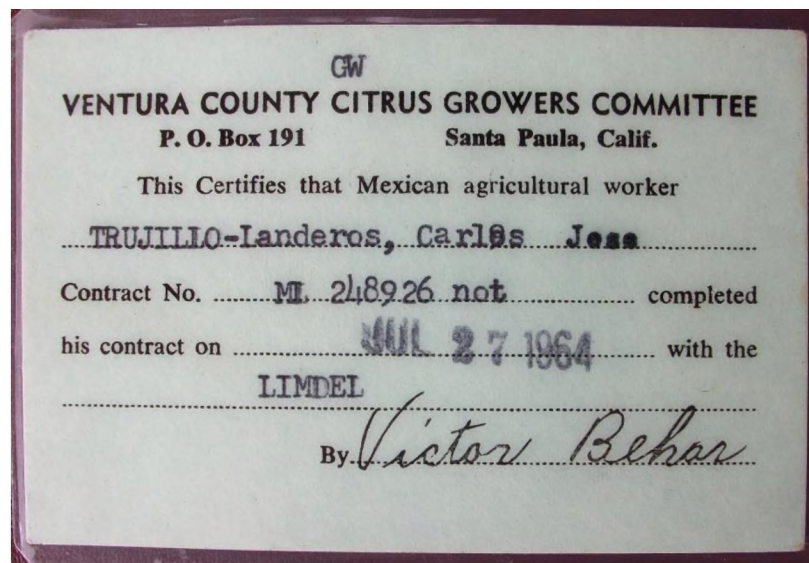 GW
VENTURA COUNTY CITRUS GROWERS COMMITTEE
P. O. Box 191 Santa Paula, Calif.
This Certifies that Mexican agricultural worker
TRUJILLO-Landeros, Carlos Jose
Contract No. ML 248926 not completed
his contract on JUL 27 1964 with the
LIMDEL
By Victor Behar